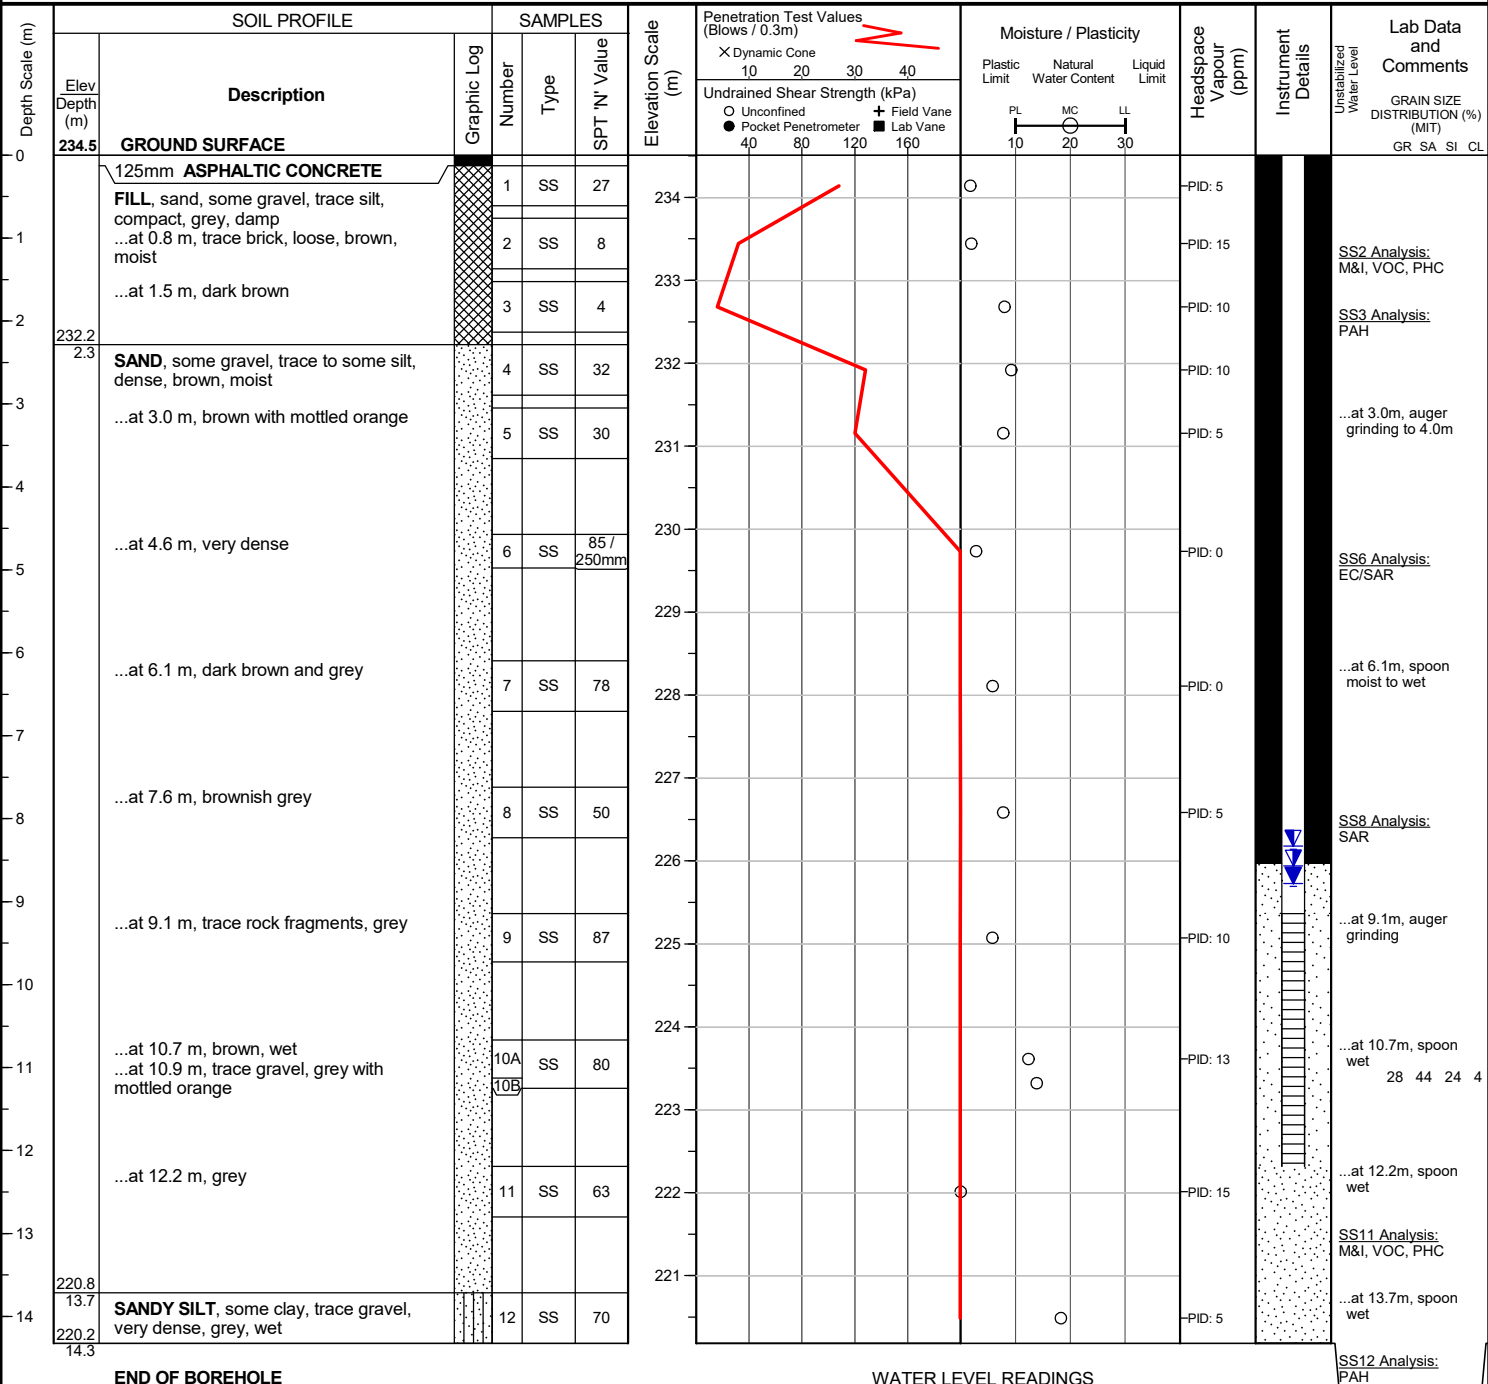 SOIL PROFILE
SAMPLES
Depth Scale (m)
Elev
Depth
(m)
Description
Graphic Log
Number
Type
SPT 'N' Value
Elevation Scale
(m)
Penetration Test Values
(Blows / 0.3m)
× Dynamic Cone
10 20 30 40
Undrained Shear Strength (kPa)
Unconfined
Field Vane
Pocket Penetrometer
Lab Vane
40 80 120 160
Moisture / Plasticity
Plastic
Limit
Natural
Water Content
Liquid
Limit
PL MC LL
10 20 30
Headspace
Vapour
(ppm)
Instrument
Details
Unstabilized
Water Level
Lab Data
and
Comments
GRAIN SIZE
DISTRIBUTION (%)
(MIT)
GR SA SI CL
234.5 GROUND SURFACE
0
1
2
3
4
5
6
7
8
9
10
11
12
13
14
125mm ASPHALTIC CONCRETE
FILL, sand, some gravel, trace silt,
compact, grey, damp
...at 0.8 m, trace brick, loose, brown,
moist
...at 1.5 m, dark brown
232.2
2.3
SAND, some gravel, trace to some silt,
dense, brown, moist
...at 3.0 m, brown with mottled orange
...at 4.6 m, very dense
...at 6.1 m, dark brown and grey
...at 7.6 m, brownish grey
...at 9.1 m, trace rock fragments, grey
...at 10.7 m, brown, wet
...at 10.9 m, trace gravel, grey with
mottled orange
...at 12.2 m, grey
220.8
13.7
SANDY SILT, some clay, trace gravel,
very dense, grey, wet
220.2
14.3
END OF BOREHOLE
1 SS 27
2 SS 8
3 SS 4
4 SS 32
5 SS 30
6 SS 85 /
250mm
7 SS 78
8 SS 50
9 SS 87
10A SS 80
10B
11 SS 63
12 SS 70
234
233
232
231
230
229
228
227
226
225
224
223
222
221
PID: 5
PID: 15
PID: 10
PID: 10
PID: 5
PID: 0
PID: 0
PID: 5
PID: 10
PID: 13
PID: 15
PID: 5
SS2 Analysis:
M&I, VOC, PHC
SS3 Analysis:
PAH
...at 3.0m, auger
grinding to 4.0m
SS6 Analysis:
EC/SAR
...at 6.1m, spoon
moist to wet
SS8 Analysis:
SAR
...at 9.1m, auger
grinding
...at 10.7m, spoon
wet
28 44 24 4
...at 12.2m, spoon
wet
SS11 Analysis:
M&I, VOC, PHC
...at 13.7m, spoon
wet
SS12 Analysis:
PAH
WATER LEVEL READINGS